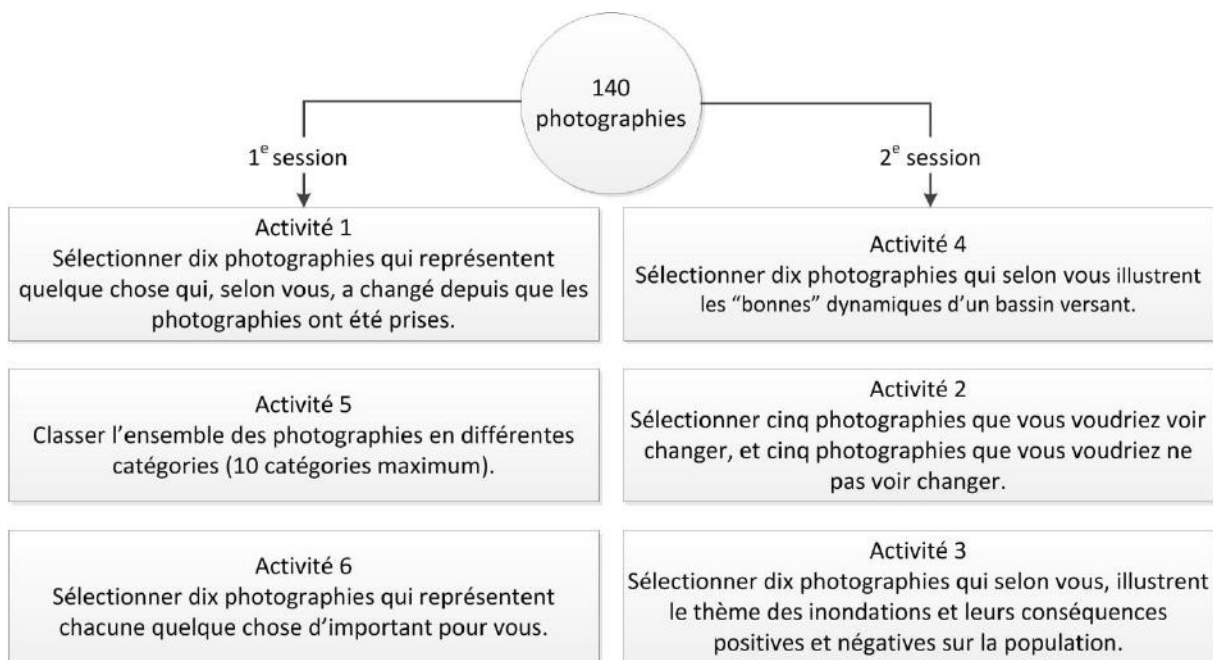 140
photographies
1e session
2e session
Activité 1
Sélectionner dix photographies qui représentent
quelque chose qui, selon vous, a changé depuis que les
photographies ont été prises.
Activité 5
Classer l’ensemble des photographies en différentes
catégories (10 catégories maximum).
Activité 6
Sélectionner dix photographies qui représentent
chacune quelque chose d’important pour vous.
Activité 4
Sélectionner dix photographies qui selon vous illustrent
les “bonnes” dynamiques d’un bassin versant.
Activité 2
Sélectionner cinq photographies que vous voudriez voir
changer, et cinq photographies que vous voudriez ne
pas voir changer.
Activité 3
Sélectionner dix photographies qui selon vous, illustrent
le thème des inondations et leurs conséquences
positives et négatives sur la population.